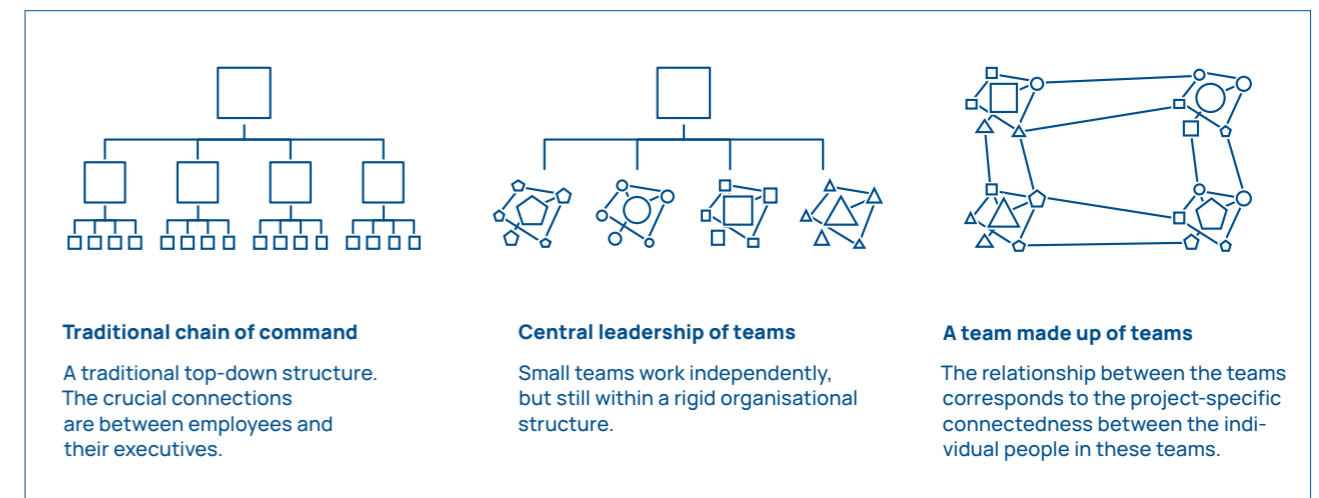 Traditional chain of command
A traditional top-down structure.
The crucial connections
are between employees and
their executives.
Central leadership of teams
Small teams work independently,
but still within a rigid organisational
structure.
A team made up of teams
The relationship between the teams
corresponds to the project-specific
connectedness between the indi-
vidual people in these teams.